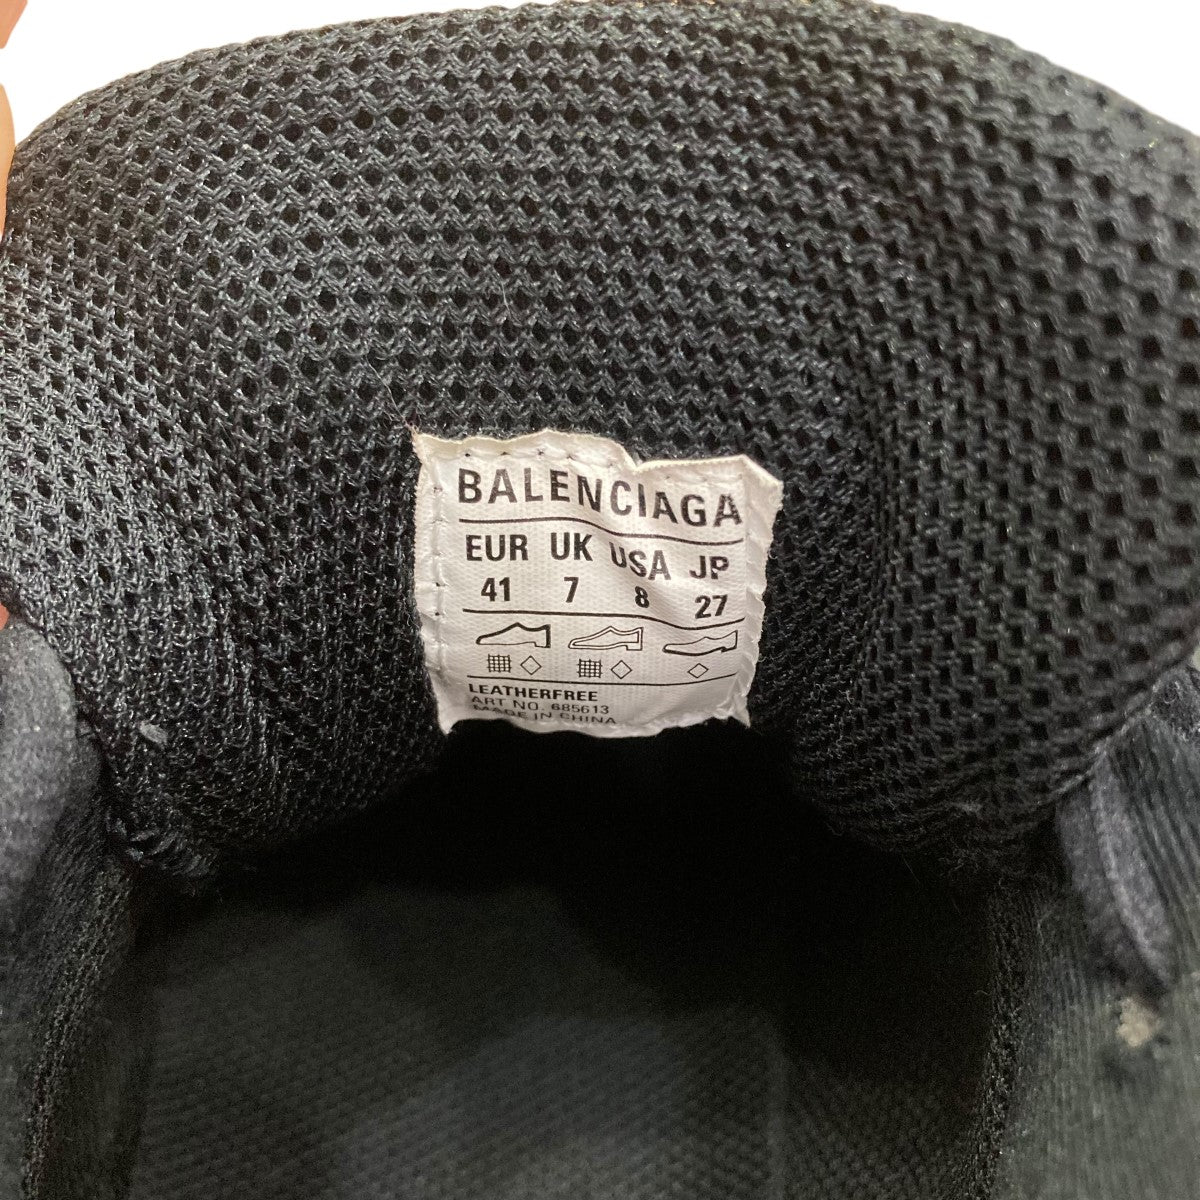 BALENCIAGA
EUR UK USA JP
41 7 8 27
LEATHERFREE
ART NO. 685613
MADE IN CHINA